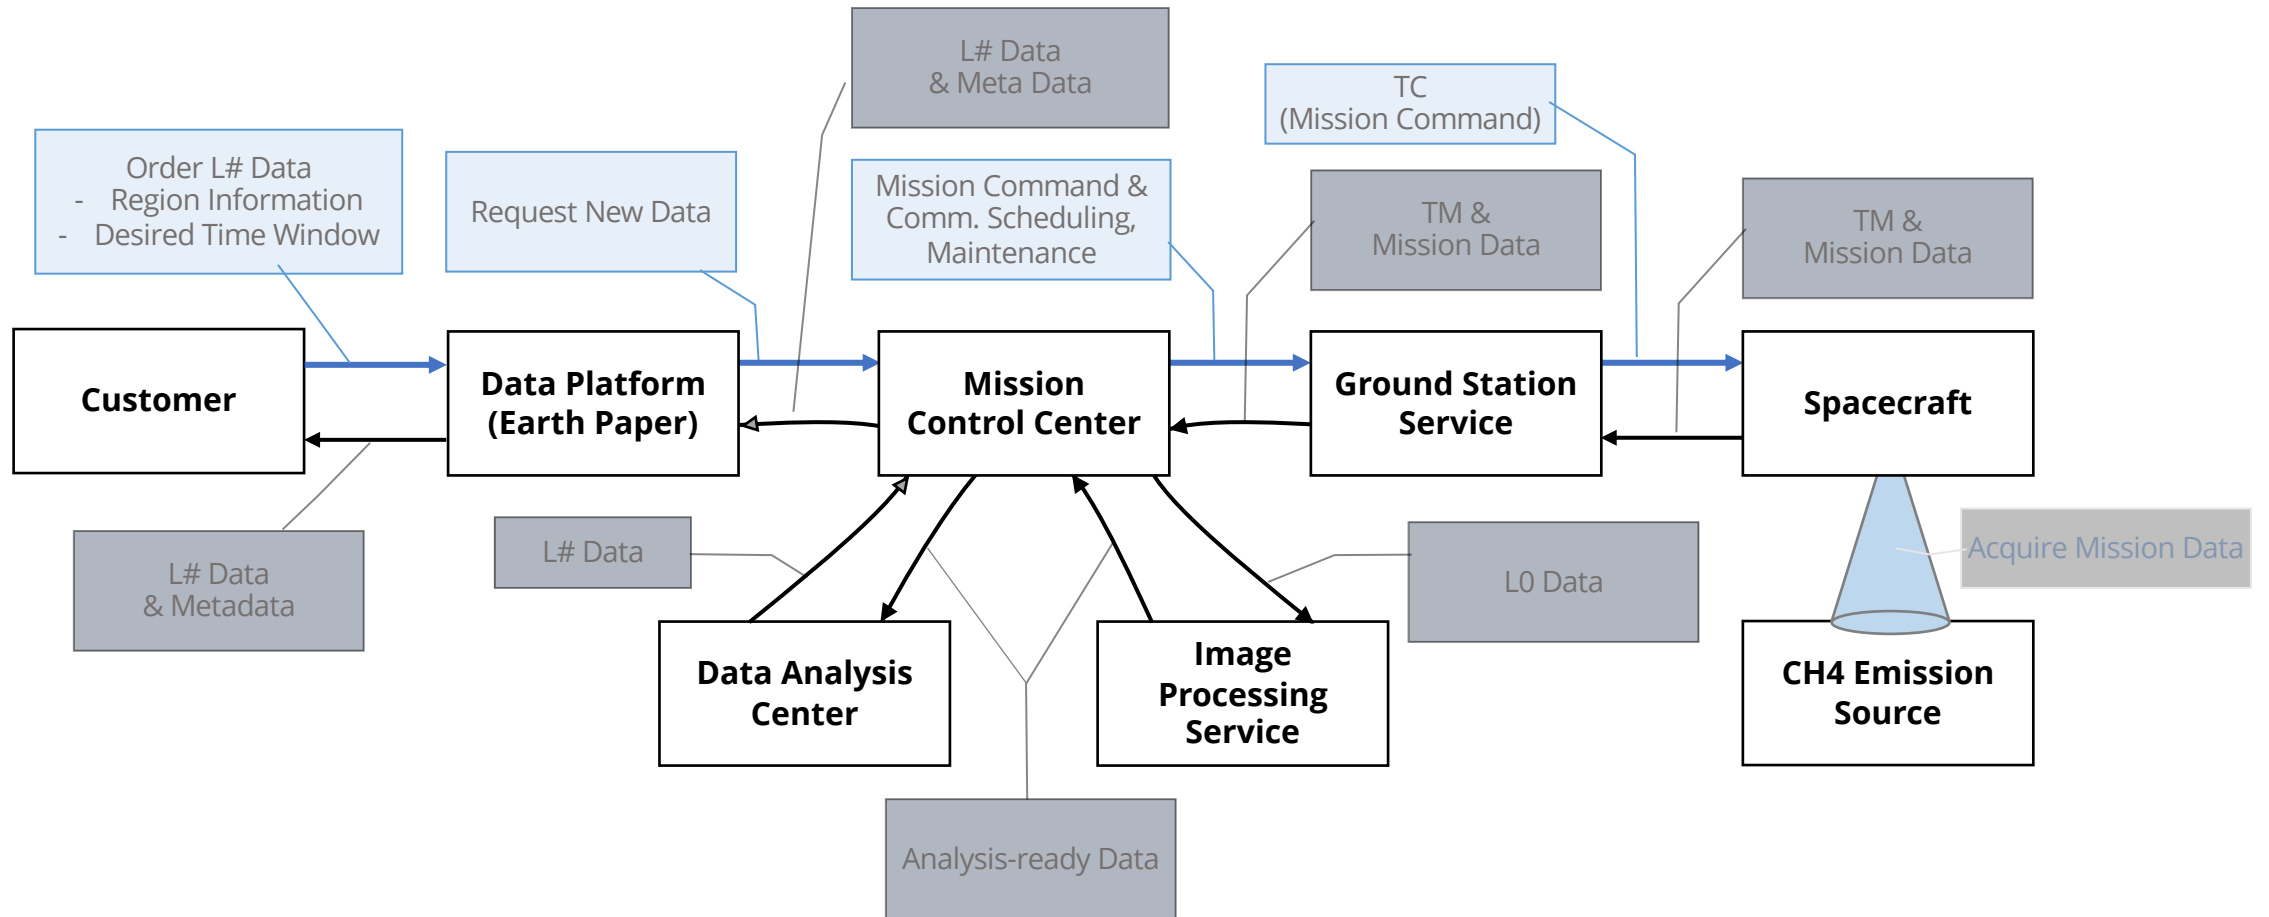 L# Data
& Meta Data
TC
(Mission Command)
Order L# Data
- Region Information
- Desired Time Window
Request New Data
Mission Command &
Comm. Scheduling,
Maintenance
TM &
Mission Data
TM &
Mission Data
Customer
Data Platform
(Earth Paper)
Mission
Control Center
Ground Station
Service
Spacecraft
L# Data
& Metadata
L# Data
L0 Data
Acquire Mission Data
Data Analysis
Center
Image
Processing
Service
CH4 Emission
Source
Analysis-ready Data